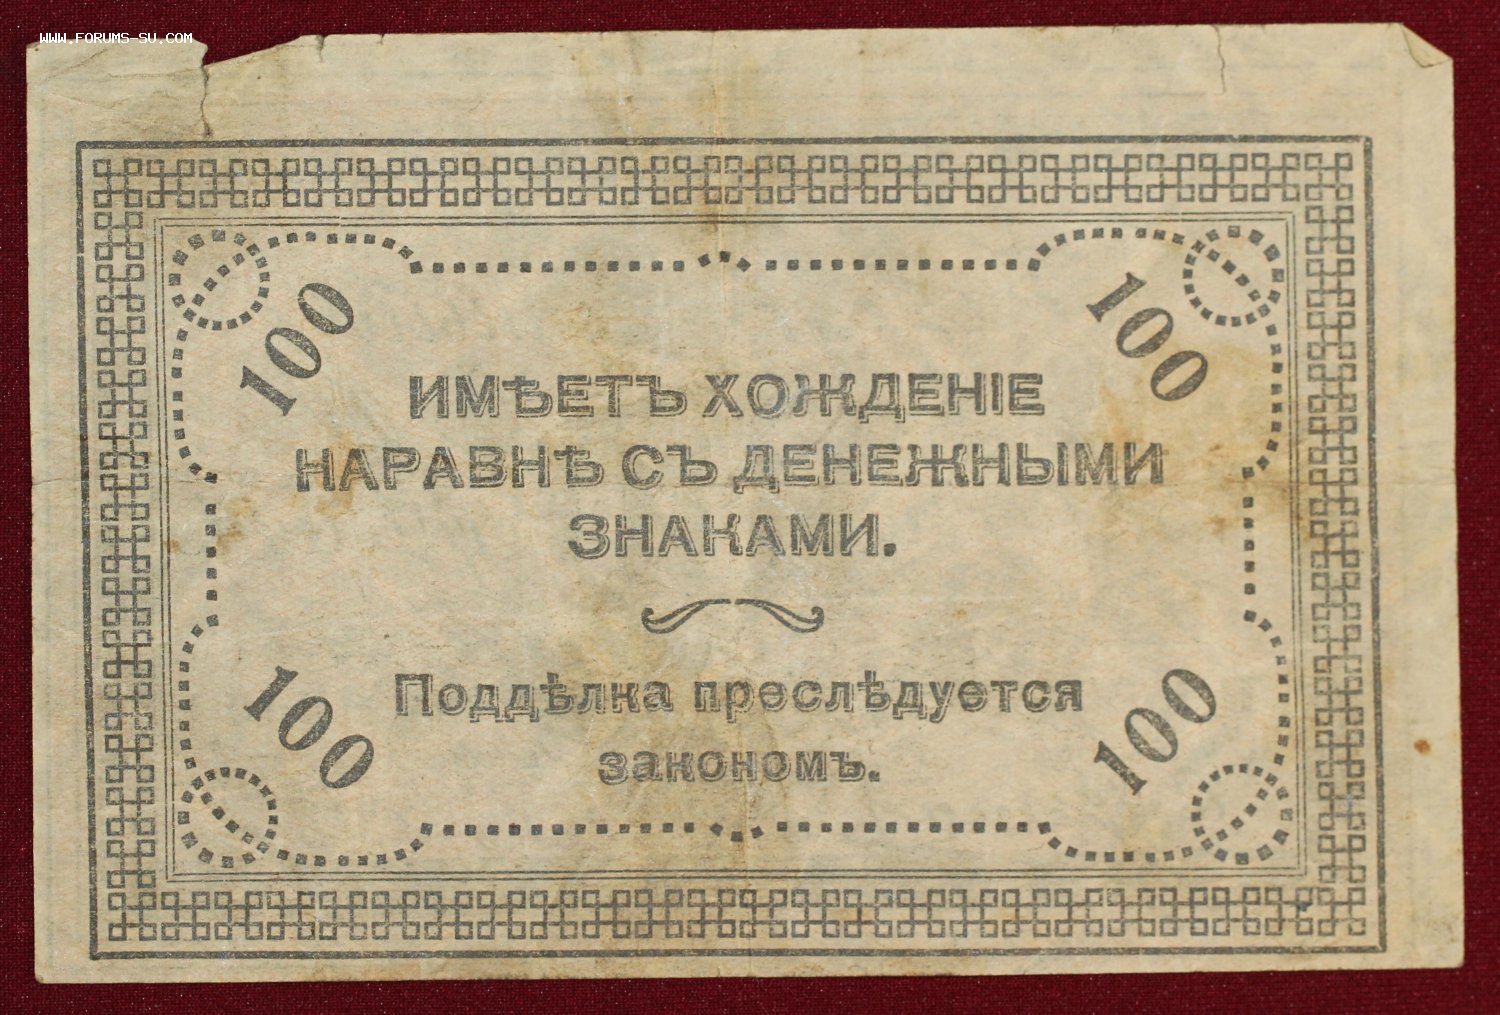 WWW.FORUMS-SU.COM
100
100
ИМѢЕТЪ ХОЖДЕНІЕ
НАРАВНѢ СЪ ДЕНЕЖНЫМИ
ЗНАКАМИ.
Поддѣлка преслѣдуется
закономъ.
100
100